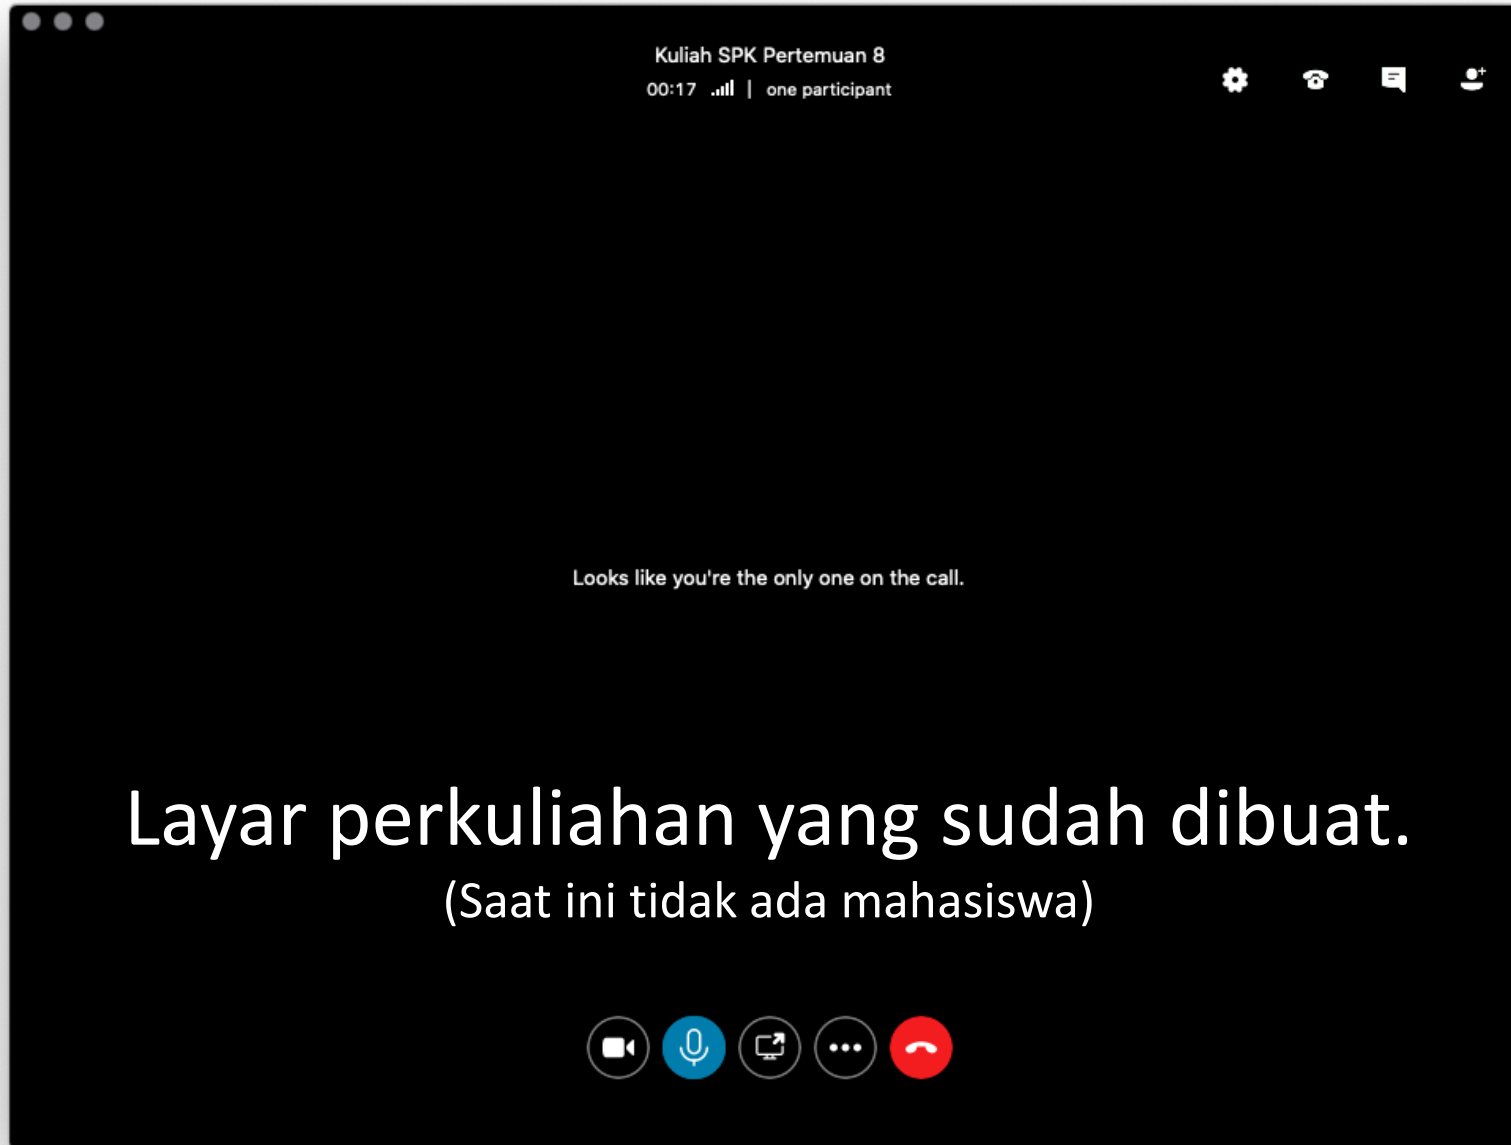 Kuliah SPK Pertemuan 8
00:17 | one participant
Looks like you're the only one on the call.
Layar perkuliahan yang sudah dibuat.
(Saat ini tidak ada mahasiswa)